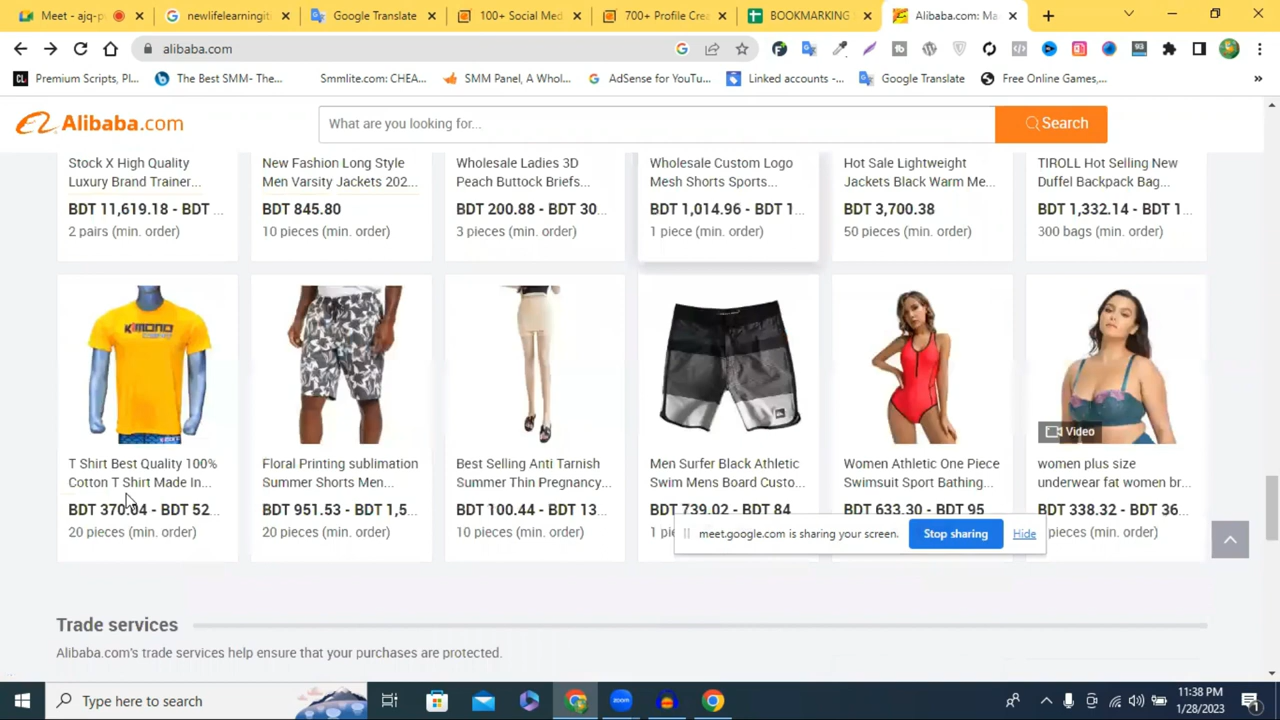 Meet - ajq-p
newlifelearningit
Google Translate
100+ Social Med
700+ Profile Crea
BOOKMARKING
Alibaba.com: Ma
alibaba.com
Premium Scripts, Pl...
The Best SMM- The...
Smmlite.com: CHEA...
SMM Panel, A Whol...
AdSense for YouTu...
Linked accounts -...
Google Translate
Free Online Games,...
Alibaba.com
What are you looking for...
Search
Stock X High Quality
Luxury Brand Trainer...
BDT 11,619.18 - BDT ...
2 pairs (min. order)
New Fashion Long Style
Men Varsity Jackets 202...
BDT 845.80
10 pieces (min. order)
Wholesale Ladies 3D
Peach Buttock Briefs...
BDT 200.88 - BDT 30...
3 pieces (min. order)
Wholesale Custom Logo
Mesh Shorts Sports...
BDT 1,014.96 - BDT 1...
1 piece (min. order)
Hot Sale Lightweight
Jackets Black Warm Me...
BDT 3,700.38
50 pieces (min. order)
TIROLL Hot Selling New
Duffel Backpack Bag...
BDT 1,332.14 - BDT 1...
300 bags (min. order)
KIMONO
Video
T Shirt Best Quality 100%
Cotton T Shirt Made In...
BDT 370.04 - BDT 52...
20 pieces (min. order)
Floral Printing sublimation
Summer Shorts Men...
BDT 951.53 - BDT 1,5...
20 pieces (min. order)
Best Selling Anti Tarnish
Summer Thin Pregnancy...
BDT 100.44 - BDT 13...
10 pieces (min. order)
Men Surfer Black Athletic
Swim Mens Board Custo...
BDT 739.02 - BDT 84
1 pi
Women Athletic One Piece
Swimsuit Sport Bathing...
BDT 633.30 - BDT 95
women plus size
underwear fat women br...
BDT 338.32 - BDT 36...
pieces (min. order)
meet.google.com is sharing your screen.
Stop sharing
Hide
Trade services
Alibaba.com's trade services help ensure that your purchases are protected.
Type here to search
11:38 PM
1/28/2023